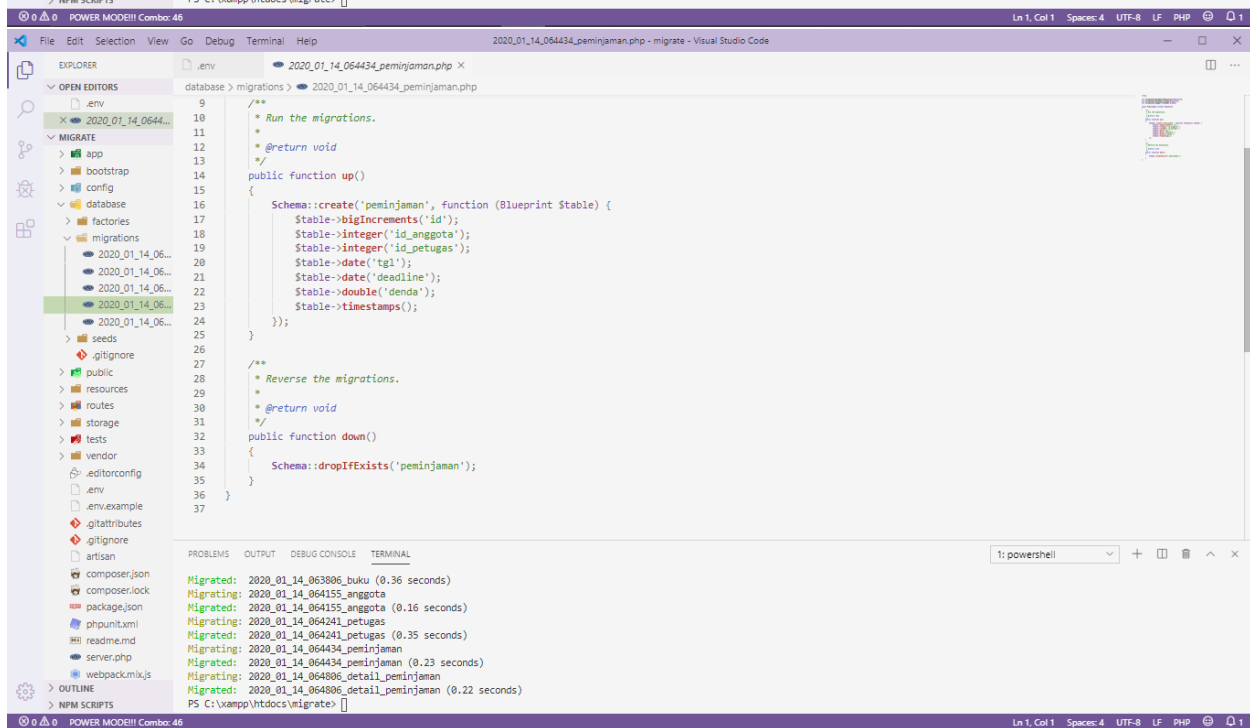 NPM SCRIPTS PS C:\xampp\htdocs\migrate>
0 0 POWER MODE!!! Combo: 46 Ln 1, Col 1 Spaces: 4 UTF-8 LF PHP 1
File Edit Selection View Go Debug Terminal Help 2020_01_14_064434_peminjaman.php - migrate - Visual Studio Code
EXPLORER .env 2020_01_14_064434_peminjaman.php
OPEN EDITORS database > migrations > 2020_01_14_064434_peminjaman.php
.env
2020_01_14_0644...
MIGRATE
app
bootstrap
config
database
factories
migrations
2020_01_14_06...
2020_01_14_06...
2020_01_14_06...
2020_01_14_06...
2020_01_14_06...
seeds
.gitignore
public
resources
routes
storage
tests
vendor
.editorconfig
.env
.env.example
.gitattributes
.gitignore
artisan
composer.json
composer.lock
package.json
phpunit.xml
readme.md
server.php
webpack.mix.js
OUTLINE
NPM SCRIPTS
9 /**
10 * Run the migrations.
11 *
12 * @return void
13 */
14 public function up()
15 {
16 Schema::create('peminjaman', function (Blueprint $table) {
17 $table->bigIncrements('id');
18 $table->integer('id_anggota');
19 $table->integer('id_petugas');
20 $table->date('tgl');
21 $table->date('deadline');
22 $table->double('denda');
23 $table->timestamps();
24 });
25 }
26
27 /**
28 * Reverse the migrations.
29 *
30 * @return void
31 */
32 public function down()
33 {
34 Schema::dropIfExists('peminjaman');
35 }
36 }
37
PROBLEMS OUTPUT DEBUG CONSOLE TERMINAL 1: powershell
Migrated: 2020_01_14_063806_buku (0.36 seconds)
Migrating: 2020_01_14_064155_anggota
Migrated: 2020_01_14_064155_anggota (0.16 seconds)
Migrating: 2020_01_14_064241_petugas
Migrated: 2020_01_14_064241_petugas (0.35 seconds)
Migrating: 2020_01_14_064434_peminjaman
Migrated: 2020_01_14_064434_peminjaman (0.23 seconds)
Migrating: 2020_01_14_064806_detail_peminjaman
Migrated: 2020_01_14_064806_detail_peminjaman (0.22 seconds)
PS C:\xampp\htdocs\migrate>
0 0 POWER MODE!!! Combo: 46 Ln 1, Col 1 Spaces: 4 UTF-8 LF PHP 1